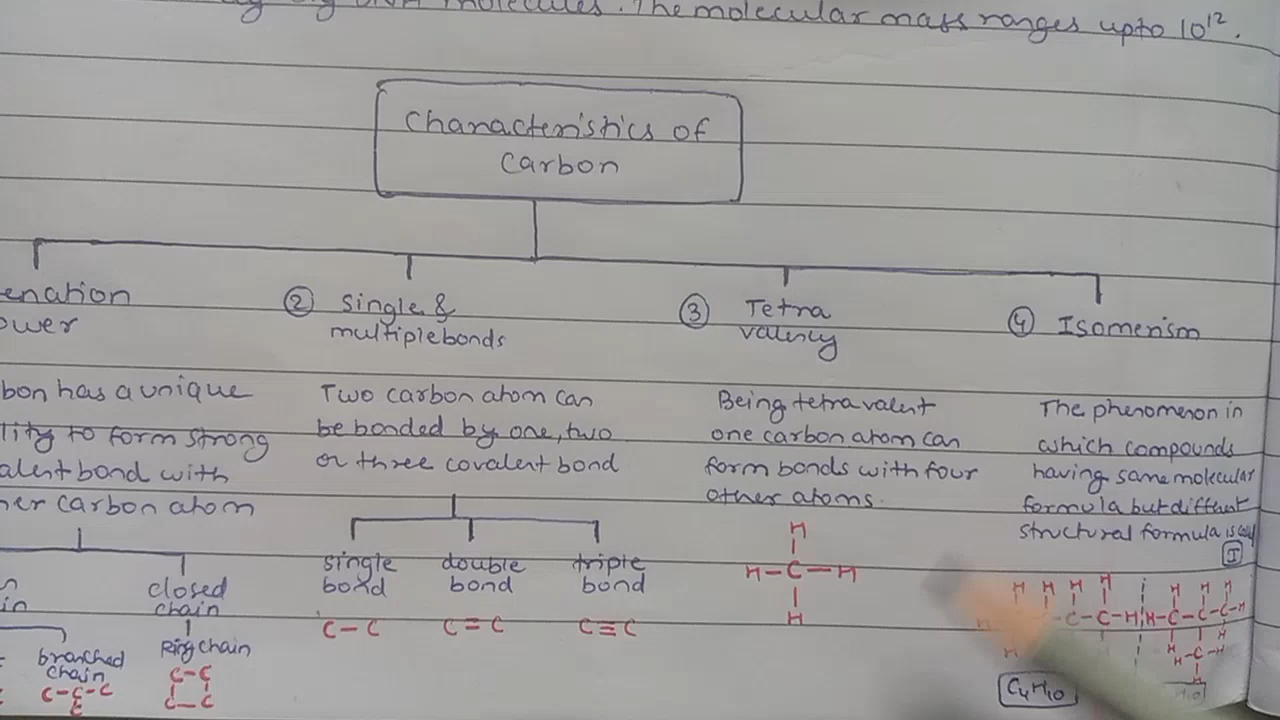 molecules. The molecular mass ranges upto 10¹².
Characteristics of
Carbon
enation
ower
② Single &
multiple bonds
③ Tetra
valency
④ Isomerism
bon has a unique
lity to form strong
alent bond with
her carbon atom
Two carbon atom can
be bonded by one, two
or three covalent bond
Being tetravalent
one carbon atom can
form bonds with four
other atoms.
The phenomenon in
which compounds
having same molecular
formula but different
structural formula is
I
closed
chain
Ring chain
branched
chain
C-C-C
C
C-C
C-C
single
bond
C-C
double
bond
C=C
triple
bond
C≡C
H
H-C-H
H
H H H H
C-C-H
H H H
H-C-C-C-H
H H
H-C-H
H
C₄H₁₀